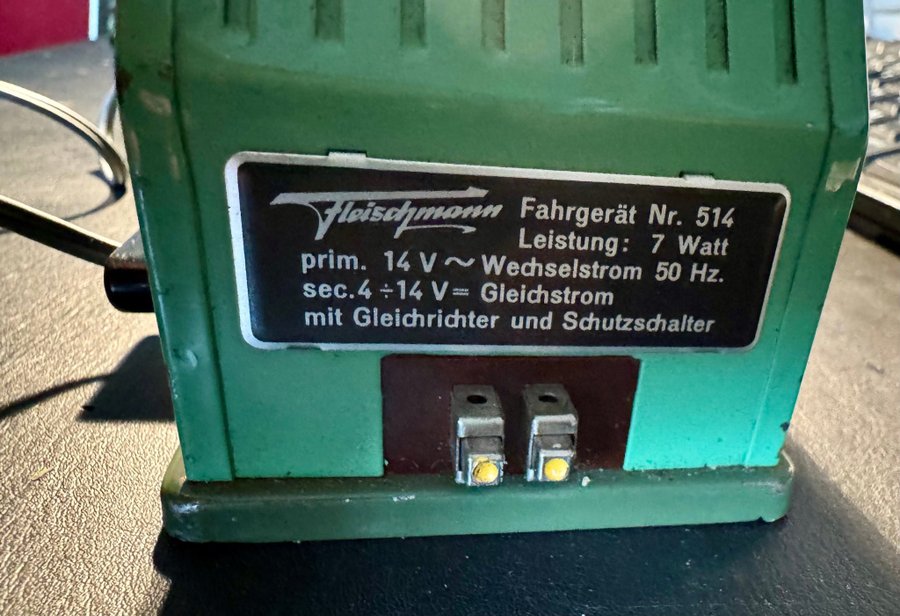 Fleischmann Fahrgerät Nr. 514
Leistung: 7 Watt
prim. 14 V ~ Wechselstrom 50 Hz.
sec. 4 ÷ 14 V ⎓ Gleichstrom
mit Gleichrichter und Schutzschalter